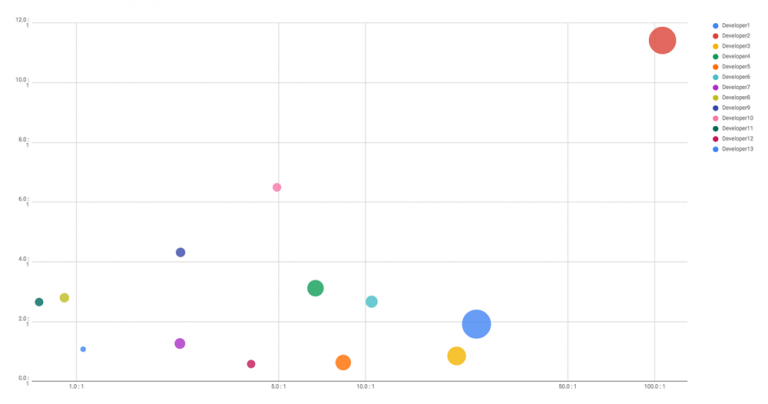 12.0 :
1
10.0 :
1
8.0 :
1
6.0 :
1
4.0 :
1
2.0 :
1
0.0 :
1
1.0 : 1
5.0 : 1
10.0 : 1
50.0 : 1
100.0 : 1
Developer1
Developer2
Developer3
Developer4
Developer5
Developer6
Developer7
Developer8
Developer9
Developer10
Developer11
Developer12
Developer13